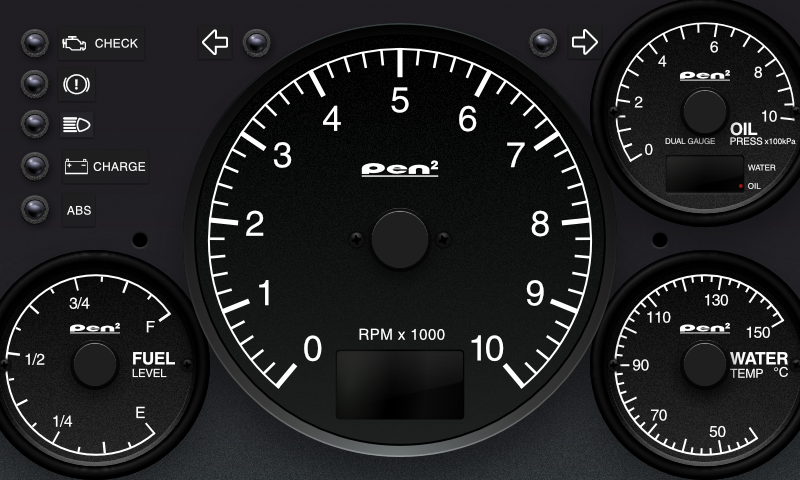 CHECK
CHARGE
ABS
0
1
2
3
4
5
6
7
8
9
10
Pen²
RPM x 1000
0
2
4
6
8
10
Pen²
OIL
PRESS x100kPa
DUAL GAUGE
WATER
OIL
E
1/4
1/2
3/4
F
Pen²
FUEL
LEVEL
50
70
90
110
130
150
Pen²
WATER
TEMP °C